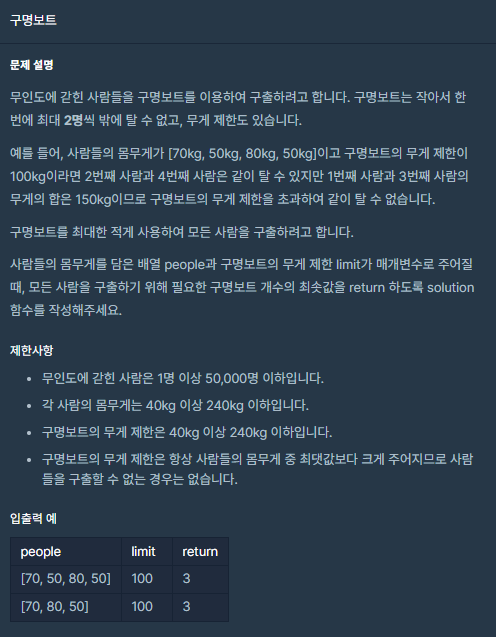 구명보트
문제 설명
무인도에 갇힌 사람들을 구명보트를 이용하여 구출하려고 합니다. 구명보트는 작아서 한
번에 최대 2명씩 밖에 탈 수 없고, 무게 제한도 있습니다.
예를 들어, 사람들의 몸무게가 [70kg, 50kg, 80kg, 50kg]이고 구명보트의 무게 제한이
100kg이라면 2번째 사람과 4번째 사람은 같이 탈 수 있지만 1번째 사람과 3번째 사람의
무게의 합은 150kg이므로 구명보트의 무게 제한을 초과하여 같이 탈 수 없습니다.
구명보트를 최대한 적게 사용하여 모든 사람을 구출하려고 합니다.
사람들의 몸무게를 담은 배열 people과 구명보트의 무게 제한 limit가 매개변수로 주어질
때, 모든 사람을 구출하기 위해 필요한 구명보트 개수의 최솟값을 return 하도록 solution
함수를 작성해주세요.
제한사항
• 무인도에 갇힌 사람은 1명 이상 50,000명 이하입니다.
• 각 사람의 몸무게는 40kg 이상 240kg 이하입니다.
• 구명보트의 무게 제한은 40kg 이상 240kg 이하입니다.
• 구명보트의 무게 제한은 항상 사람들의 몸무게 중 최댓값보다 크게 주어지므로 사람
들을 구출할 수 없는 경우는 없습니다.
입출력 예
people limit return
[70, 50, 80, 50] 100 3
[70, 80, 50] 100 3